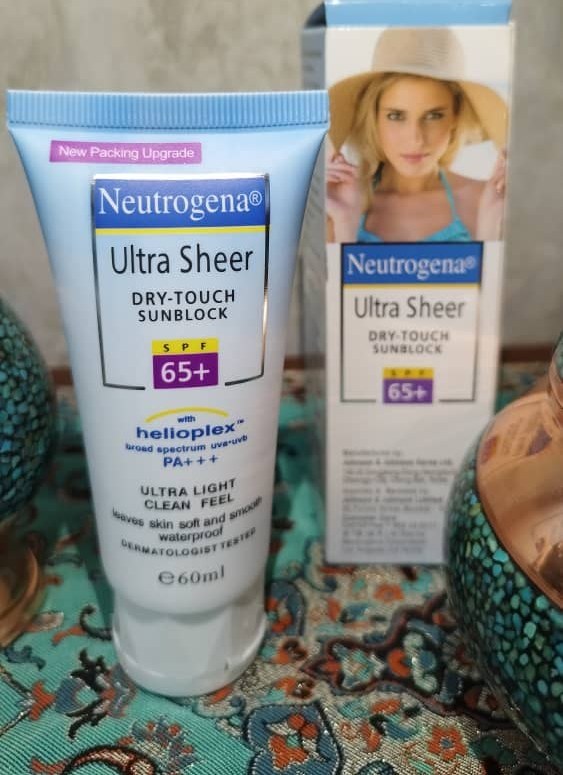 New Packing Upgrade
Neutrogena®
Ultra Sheer
DRY-TOUCH
SUNBLOCK
SPF
65+
with
helioplex™
broad spectrum uva•uvb
PA+++
ULTRA LIGHT
CLEAN FEEL
leaves skin soft and smooth
waterproof
DERMATOLOGIST TESTED
e60ml
Neutrogena®
Ultra Sheer
DRY-TOUCH
SUNBLOCK
SPF
65+